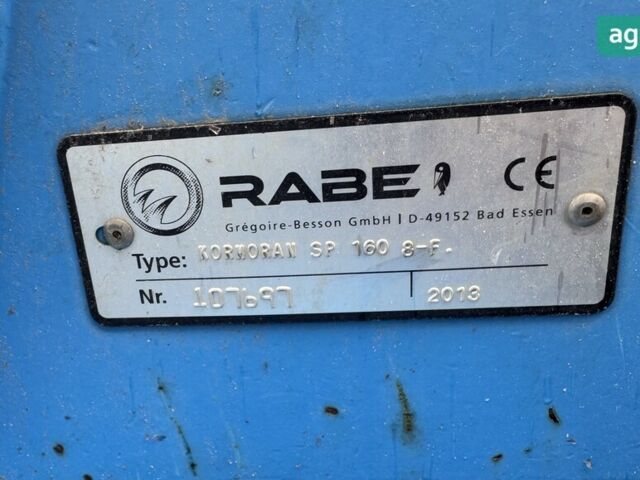 ag
RABE CE
Grégoire-Besson GmbH | D-49152 Bad Essen
Type: KORMORAN SP 160 8-F.
Nr. 107697 2013